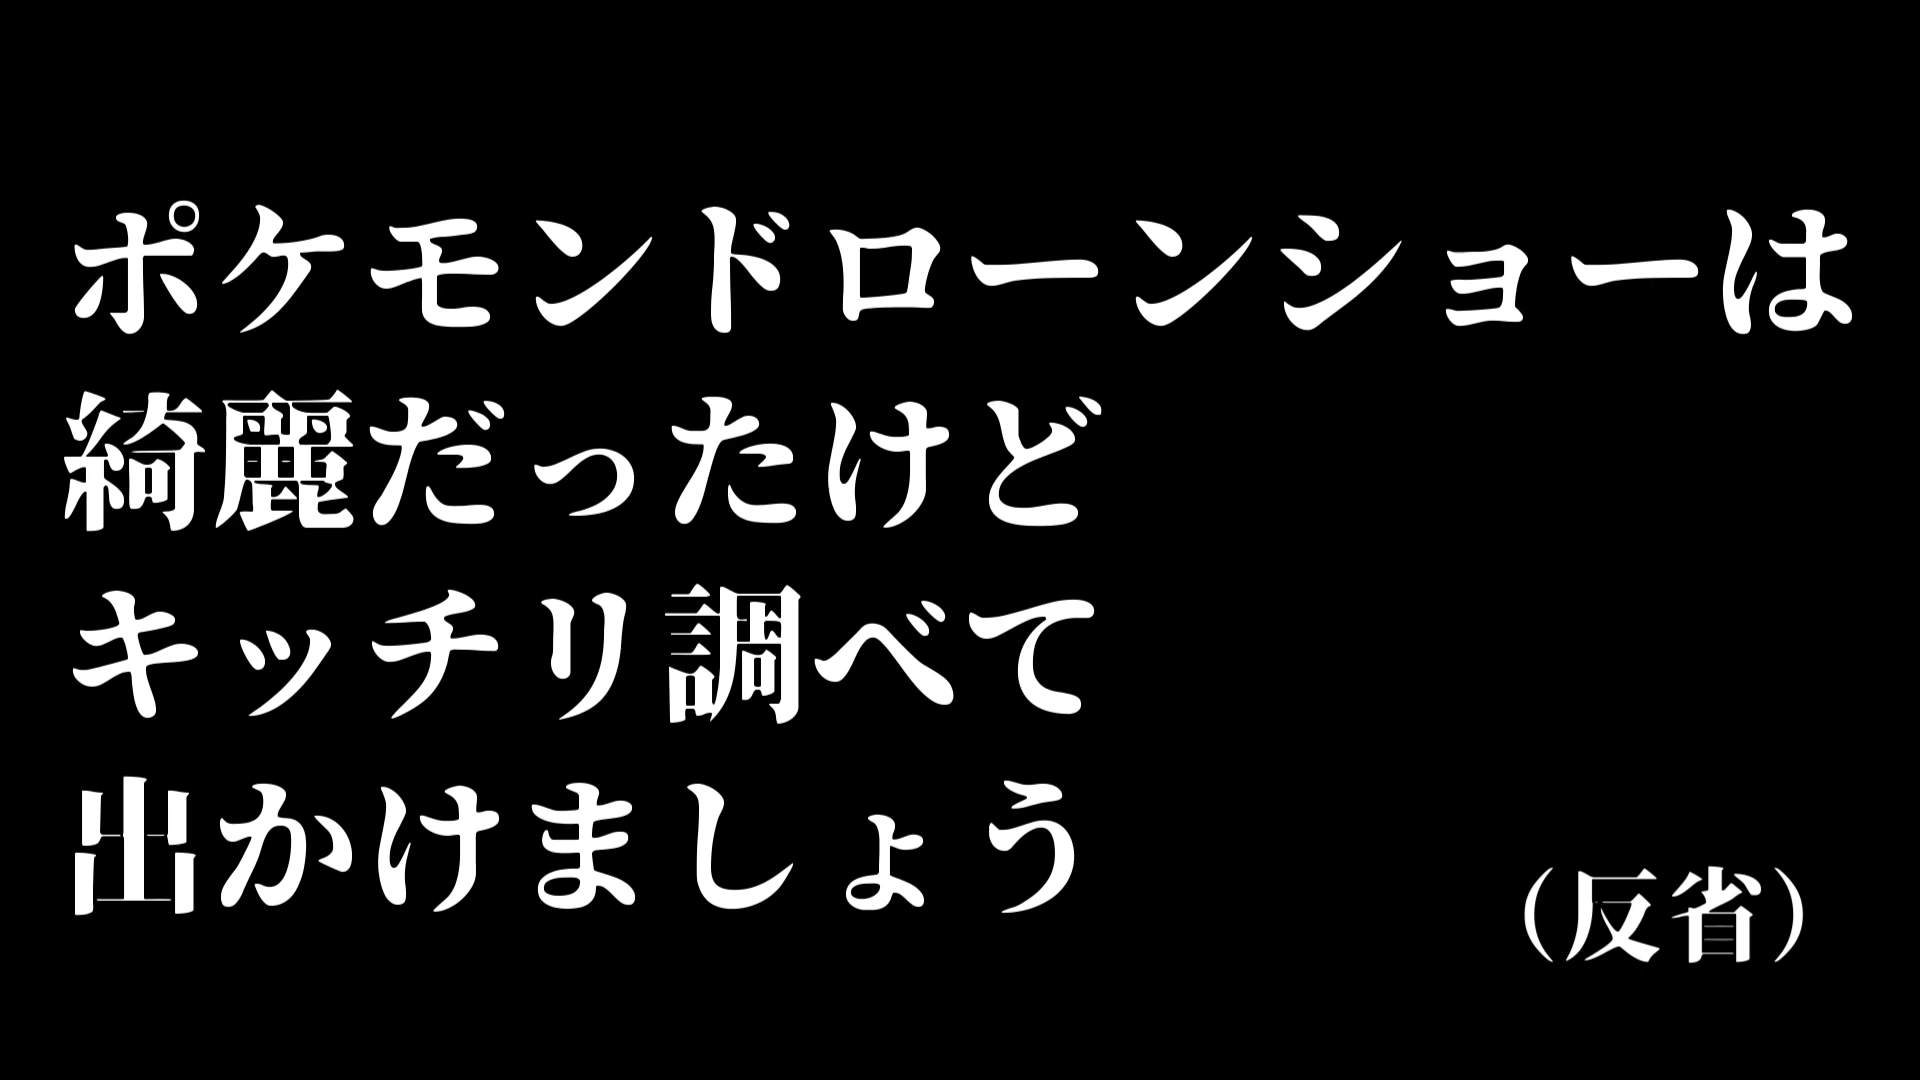 ポケモンドローンショーは
綺麗だったけど
キッチリ調べて
出かけましょう
（反省）